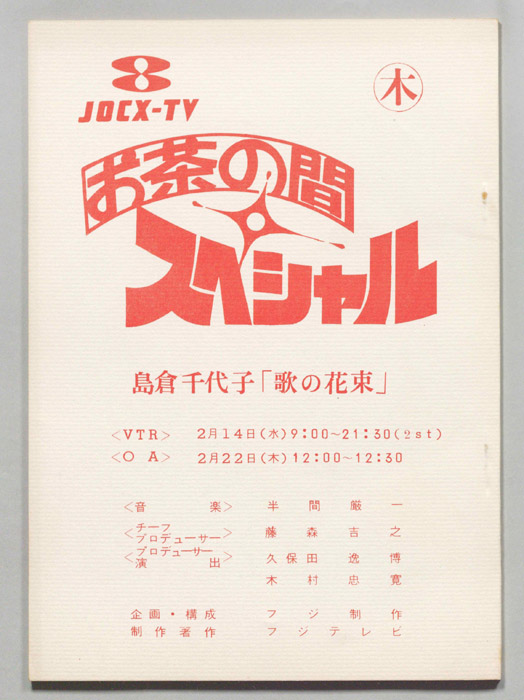 8
JOCX-TV
木
お茶の間
スペシャル
島倉千代子「歌の花束」
<VTR> 2月14日(水)9:00~21:30(2st)
<O A> 2月22日(木)12:00~12:30
<音 楽> 半間厳一
<チーフプロデューサー> 藤森吉之
<プロデューサー演出> 久保田逸博
木村忠寛
企画・構成 フジ制作
制作著作 フジテレビ